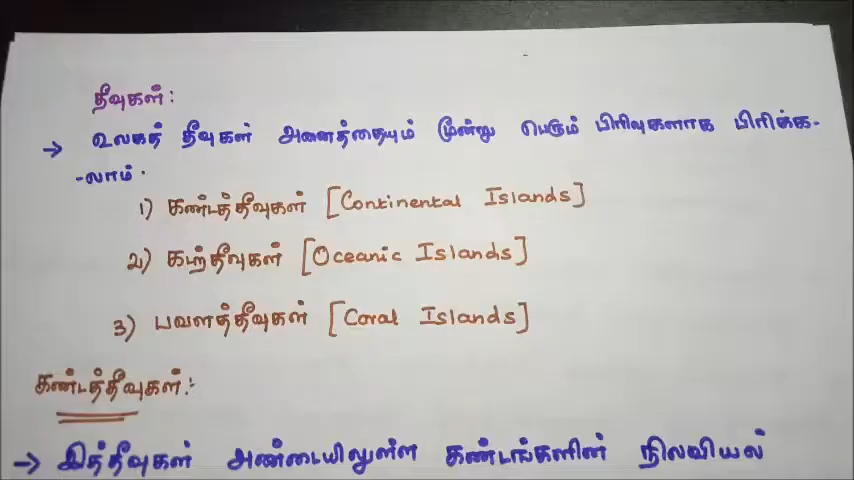 தீவுகள் :
→ உலகத் தீவுகள் அனைத்தையும் மூன்று பெரும் பிரிவுகளாக பிரிக்க-
-லாம்.
1) கண்டத்தீவுகள் [Continental Islands]
2) கடற்தீவுகள் [Oceanic Islands]
3) பவளத்தீவுகள் [Coral Islands]
கண்டத்தீவுகள்:-
→ இத்தீவுகள் அண்டையிலுள்ள கண்டங்களின் நிலவியல்